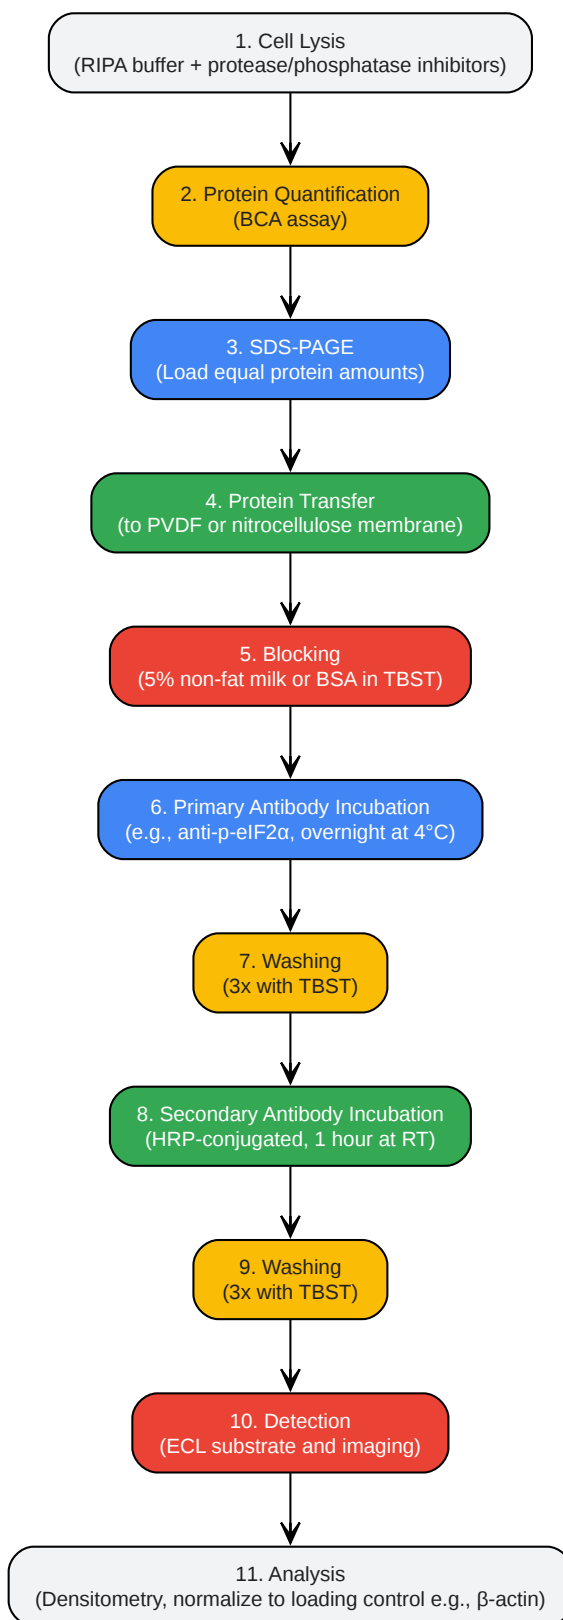 1. Cell Lysis
(RIPA buffer + protease/phosphatase inhibitors)
2. Protein Quantification
(BCA assay)
3. SDS-PAGE
(Load equal protein amounts)
4. Protein Transfer
(to PVDF or nitrocellulose membrane)
5. Blocking
(5% non-fat milk or BSA in TBST)
6. Primary Antibody Incubation
(e.g., anti-p-eIF2α, overnight at 4°C)
7. Washing
(3x with TBST)
8. Secondary Antibody Incubation
(HRP-conjugated, 1 hour at RT)
9. Washing
(3x with TBST)
10. Detection
(ECL substrate and imaging)
11. Analysis
(Densitometry, normalize to loading control e.g., β-actin)